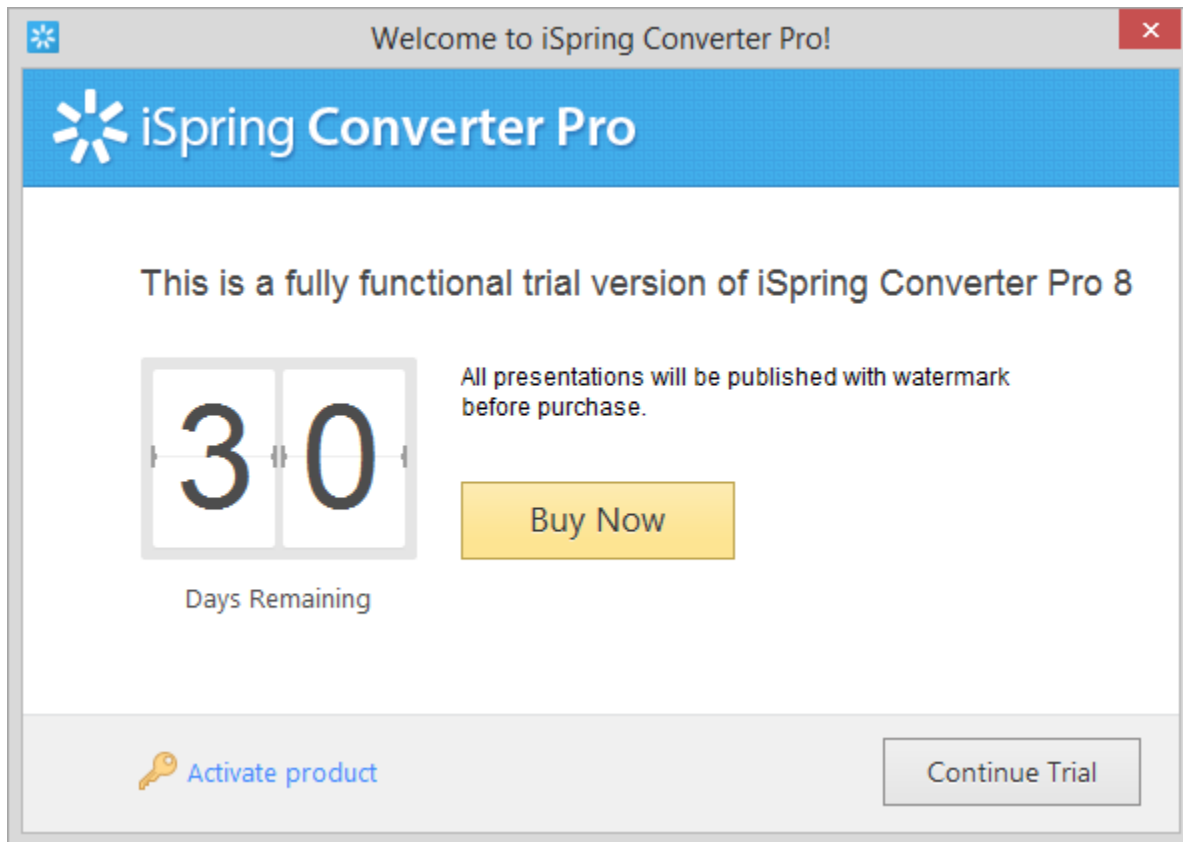 Welcome to iSpring Converter Pro!
iSpring Converter Pro
This is a fully functional trial version of iSpring Converter Pro 8
30
All presentations will be published with watermark
before purchase.
Buy Now
Days Remaining
Activate product
Continue Trial